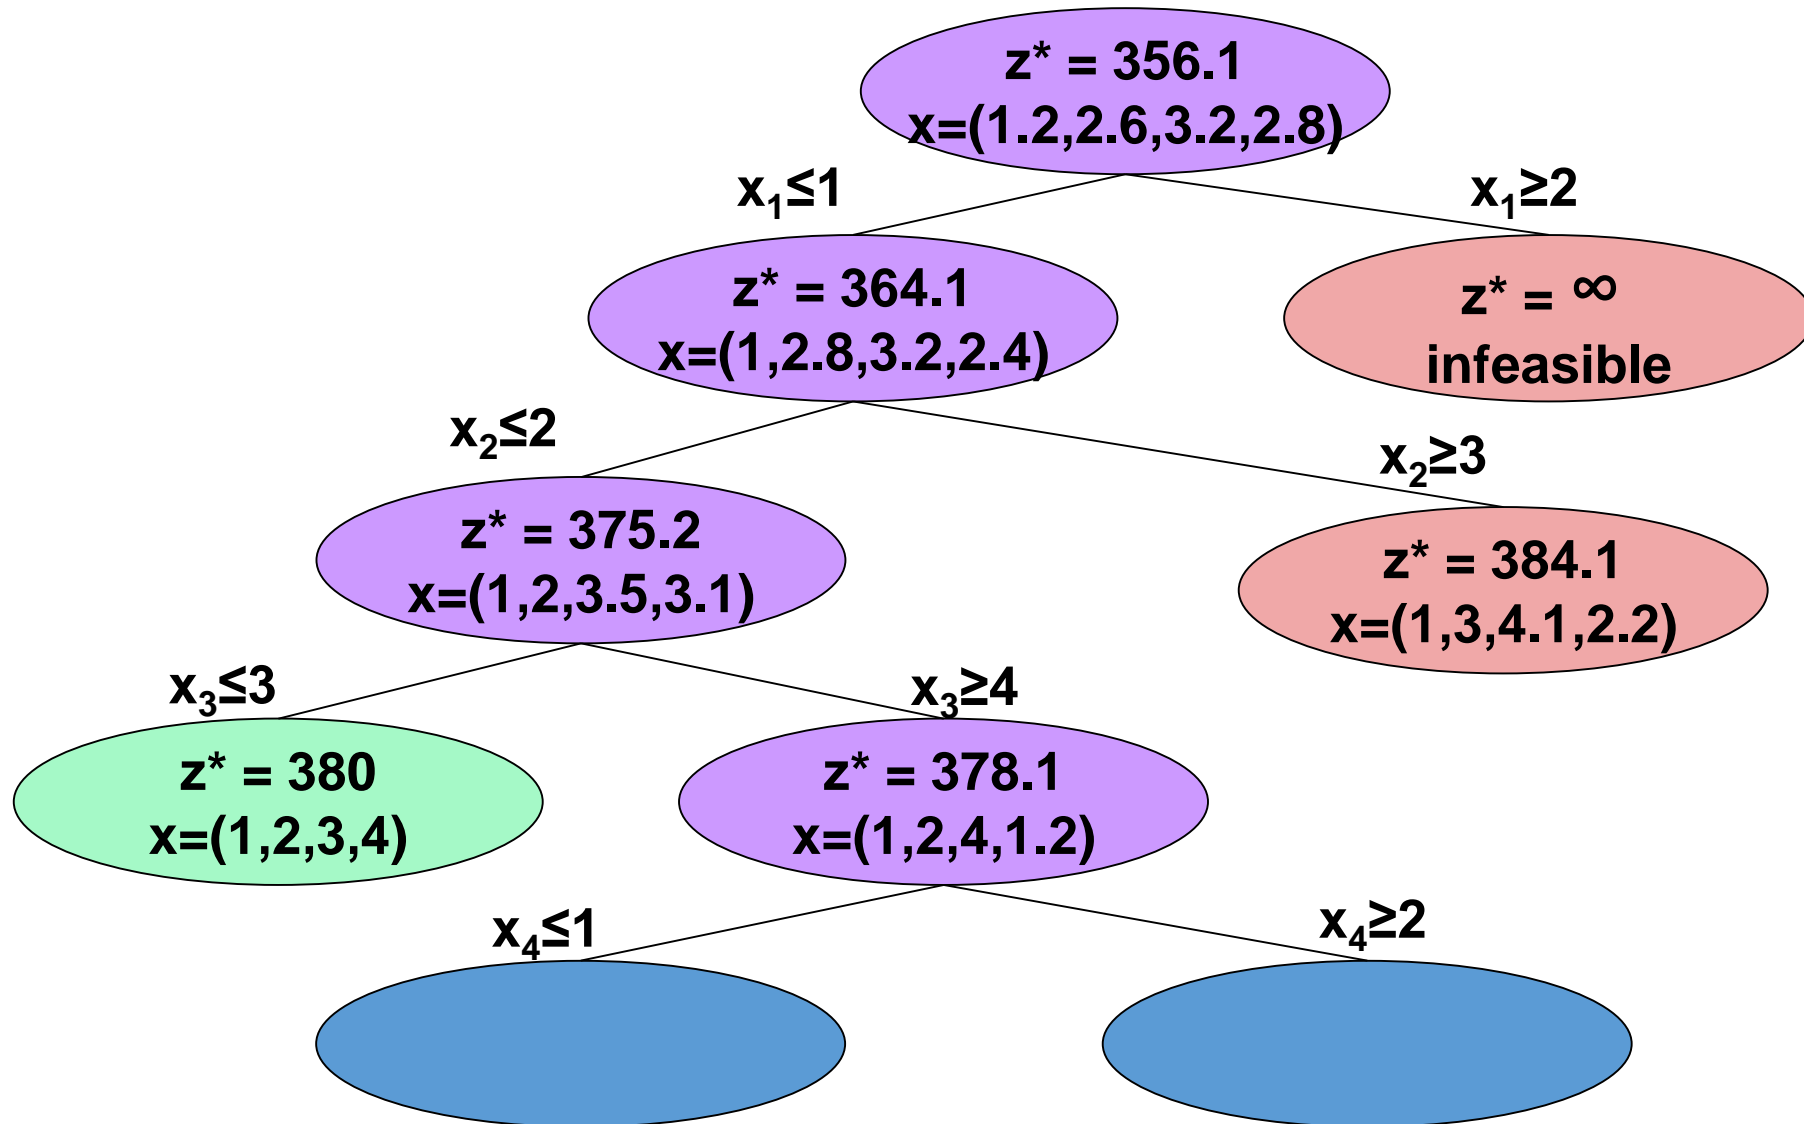 z* = 356.1
x=(1.2,2.6,3.2,2.8)
x₁≤1
x₁≥2
z* = 364.1
x=(1,2.8,3.2,2.4)
z* = ∞
infeasible
x₂≤2
x₂≥3
z* = 375.2
x=(1,2,3.5,3.1)
z* = 384.1
x=(1,3,4.1,2.2)
x₃≤3
x₃≥4
z* = 380
x=(1,2,3,4)
z* = 378.1
x=(1,2,4,1.2)
x₄≤1
x₄≥2